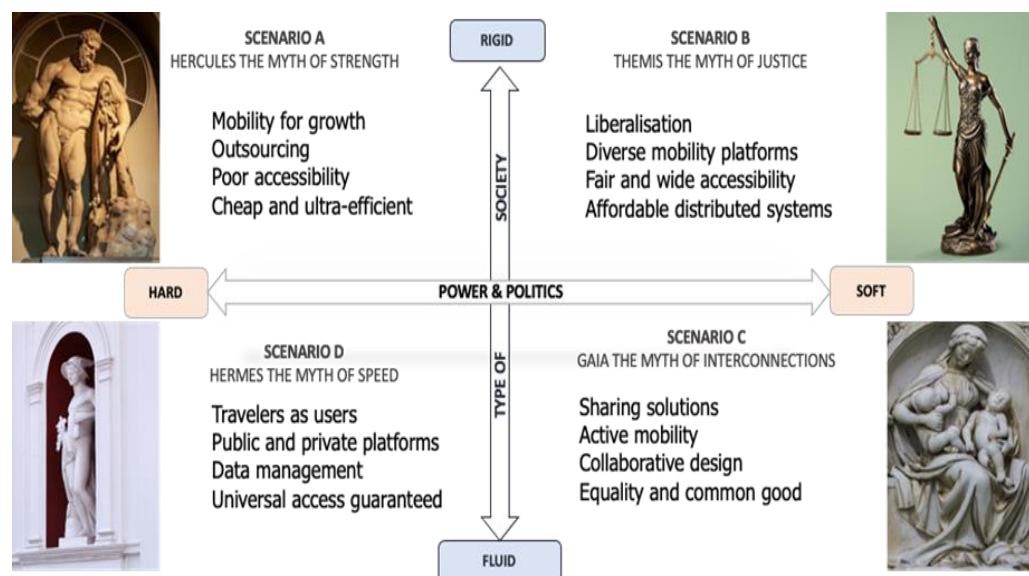 SCENARIO A
HERCULES THE MYTH OF STRENGTH
Mobility for growth
Outsourcing
Poor accessibility
Cheap and ultra-efficient
RIGID
SCENARIO B
THEMIS THE MYTH OF JUSTICE
Liberalisation
Diverse mobility platforms
Fair and wide accessibility
Affordable distributed systems
SOCIETY
HARD
POWER & POLITICS
SOFT
SCENARIO D
HERMES THE MYTH OF SPEED
Travelers as users
Public and private platforms
Data management
Universal access guaranteed
TYPE OF
SCENARIO C
GAIA THE MYTH OF INTERCONNECTIONS
Sharing solutions
Active mobility
Collaborative design
Equality and common good
FLUID